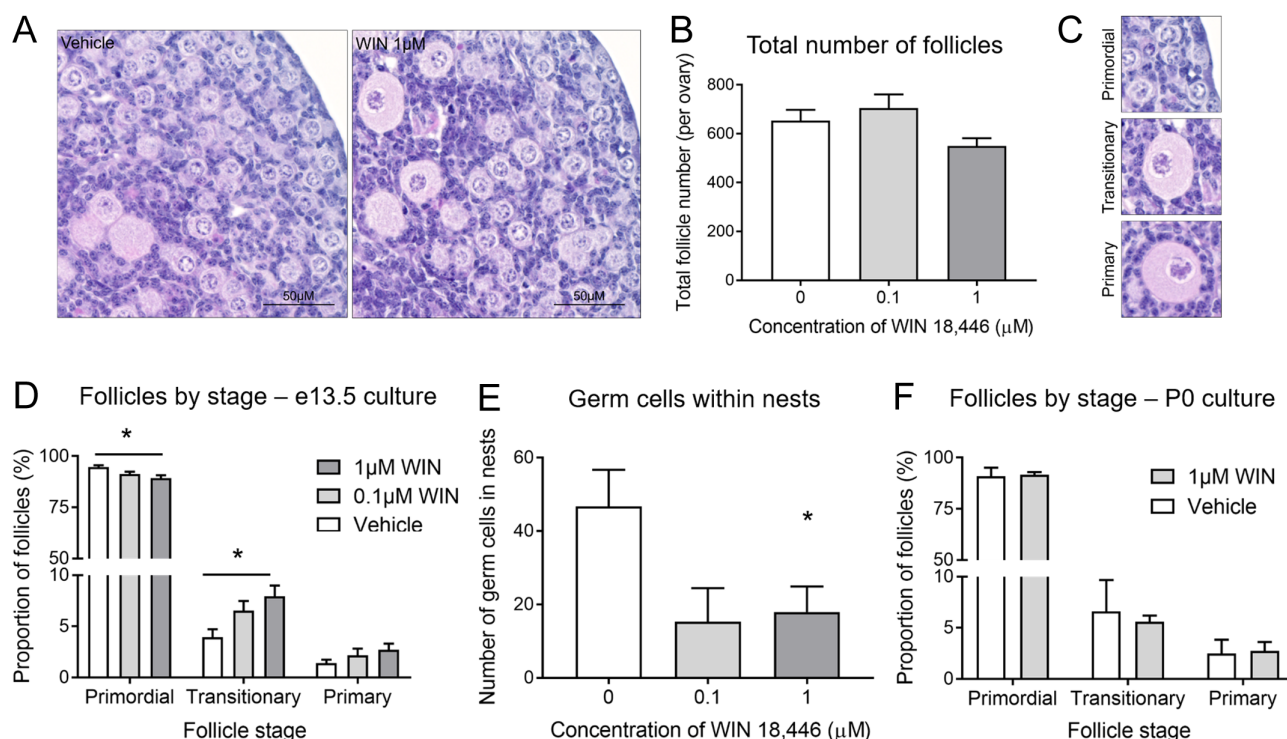 A
Vehicle
50µM
WIN 1µM
50µM
B
Total number of follicles
Total follicle number (per ovary)
800
600
400
200
0
0 0.1 1
Concentration of WIN 18,446 (µM)
C
Primordial
Transitionary
Primary
D
Follicles by stage – e13.5 culture
Proportion of follicles (%)
100
75
50
10
5
0
*
*
1µM WIN
0.1µM WIN
Vehicle
Primordial Transitionary Primary
Follicle stage
E
Germ cells within nests
Number of germ cells in nests
60
40
20
0
*
0 0.1 1
Concentration of WIN 18,446 (µM)
F
Follicles by stage – P0 culture
Proportion of follicles (%)
100
75
50
10
5
0
1µM WIN
Vehicle
Primordial Transitionary Primary
Follicle stage